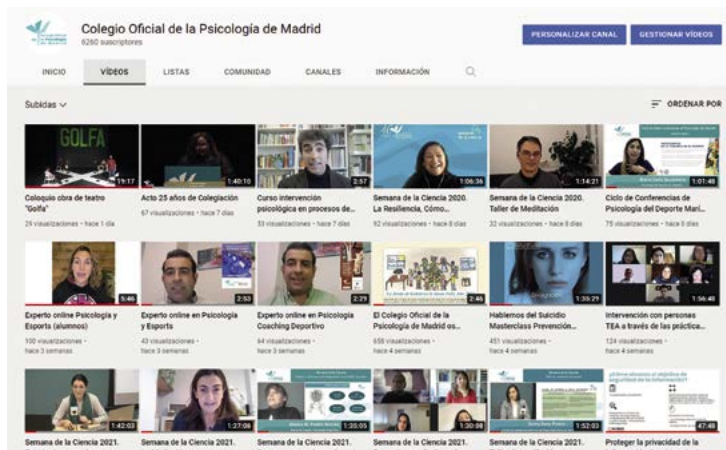 Colegio Oficial de la Psicología de Madrid
6260 suscriptores
PERSONALIZAR CANAL
GESTIONAR VÍDEOS
INICIO
VÍDEOS
LISTAS
COMUNIDAD
CANALES
INFORMACIÓN
Subidas
ORDENAR POR
GOLFA
19:17
1:40:10
2:57
1:06:36
1:14:21
1:01:48
Coloquio obra de teatro
"Golfa"
29 visualizaciones • hace 1 día
Acto 25 años de Colegiación
67 visualizaciones • hace 7 días
Curso intervención
psicológica en procesos de...
53 visualizaciones • hace 7 días
Semana de la Ciencia 2020.
La Resiliencia, Cómo...
92 visualizaciones • hace 8 días
Semana de la Ciencia 2020.
Taller de Meditación
32 visualizaciones • hace 8 días
Ciclo de Conferencias de
Psicología del Deporte Marí...
75 visualizaciones • hace 8 días
5:46
2:53
2:29
2:46
1:55:29
1:56:40
Experto online Psicología y
Esports (alumnos)
100 visualizaciones •
hace 3 semanas
Experto online en Psicología
y Esports
43 visualizaciones •
hace 3 semanas
Experto online en Psicología
Coaching Deportivo
64 visualizaciones •
hace 3 semanas
El Colegio Oficial de la
Psicología de Madrid os...
658 visualizaciones •
hace 4 semanas
Hablemos del Suicidio
Masterclass Prevención...
451 visualizaciones •
hace 4 semanas
Intervención con personas
TEA a través de las práctica...
124 visualizaciones •
hace 4 semanas
1:42:03
1:27:08
1:35:05
1:30:08
1:52:03
47:48
Semana de la Ciencia 2021.
Semana de la Ciencia 2021.
Semana de la Ciencia 2021.
Semana de la Ciencia 2021.
Semana de la Ciencia 2021.
Proteger la privacidad de la